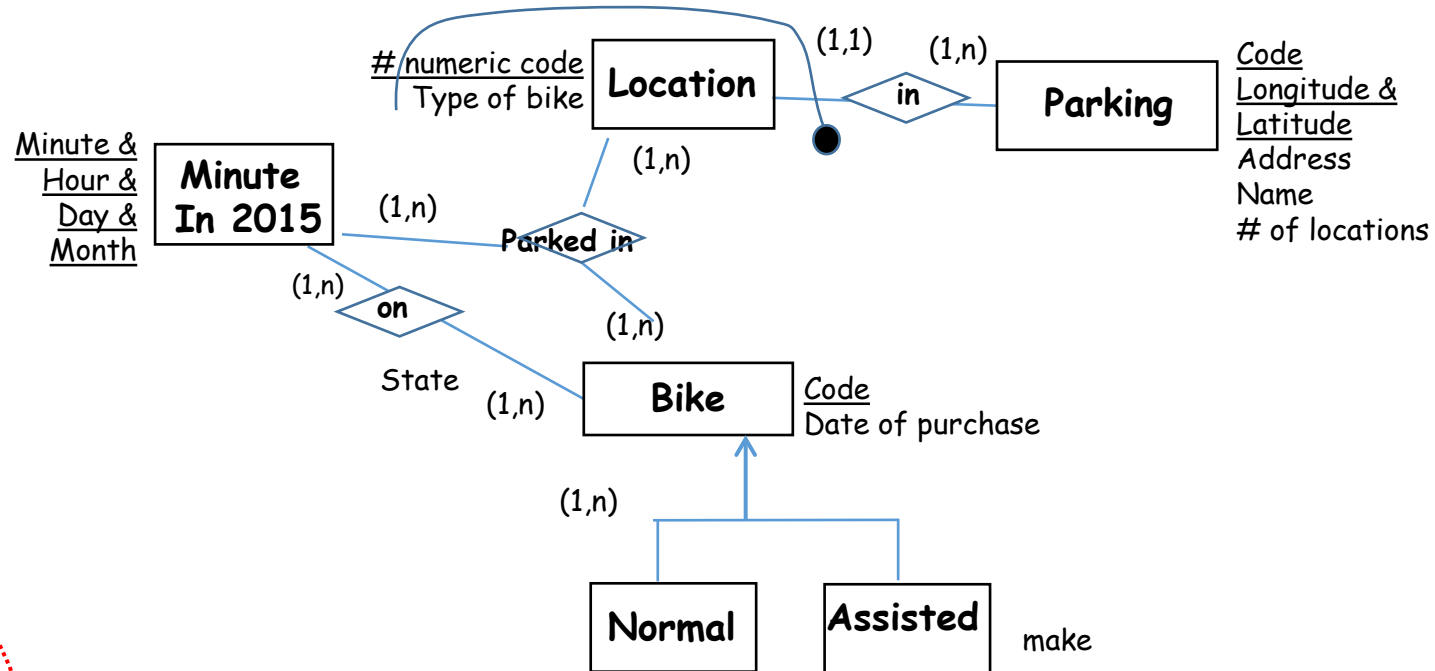 (1,1)
(1,n)
# numeric code
Type of bike
Location
in
Parking
Code
Longitude &
Latitude
Address
Name
# of locations
Minute &
Hour &
Day &
Month
Minute
In 2015
(1,n)
(1,n)
Parked in
(1,n)
on
(1,n)
State
(1,n)
Bike
Code
Date of purchase
(1,n)
Normal
Assisted
make